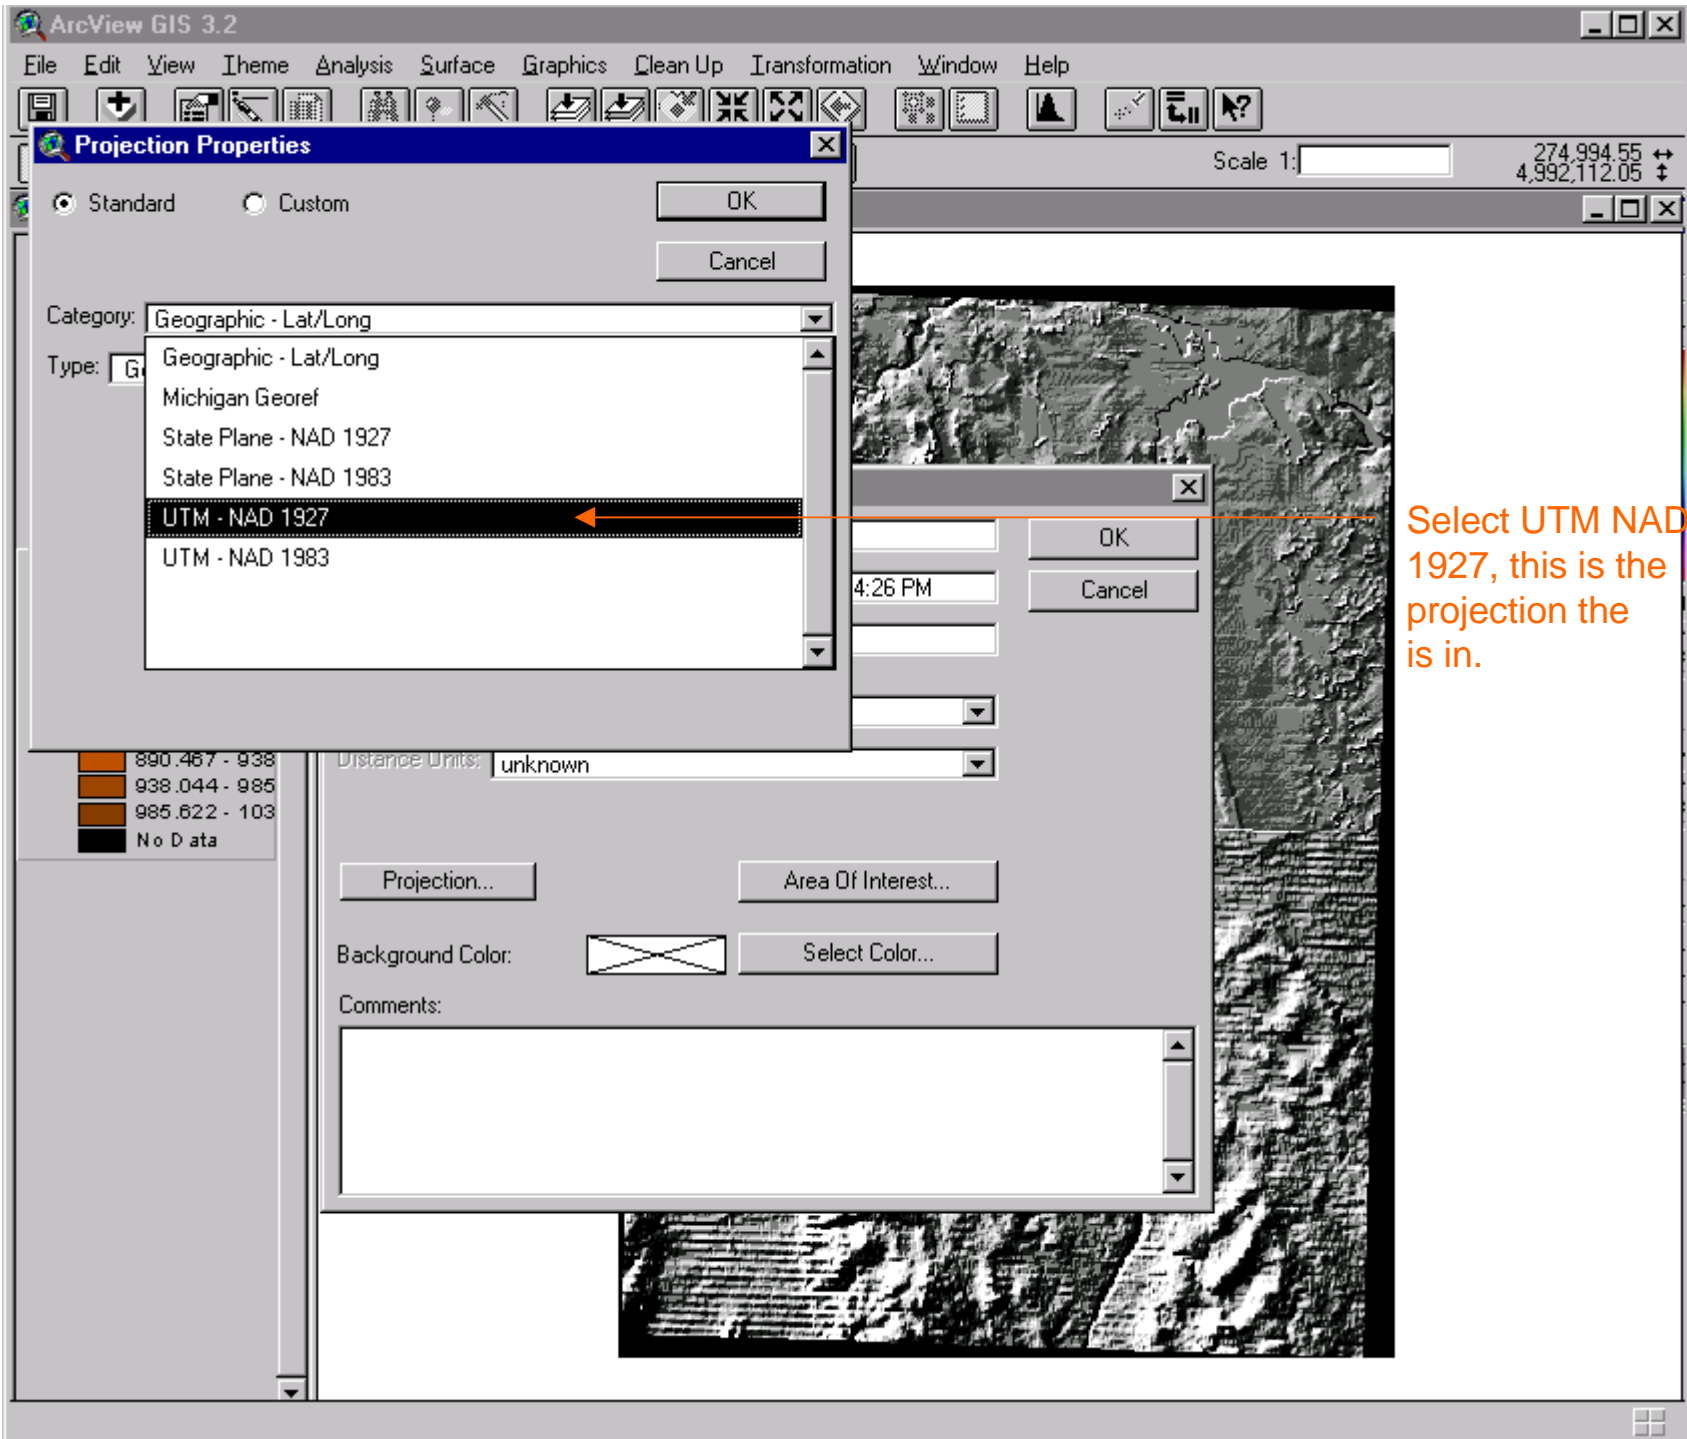 ArcView GIS 3.2
File Edit View Theme Analysis Surface Graphics Clean Up Transformation Window Help
Scale 1:
274,994.55
4,992,112.05
Projection Properties
Standard Custom
OK
Cancel
Category: Geographic - Lat/Long
Type:
Geographic - Lat/Long
Michigan Georef
State Plane - NAD 1927
State Plane - NAD 1983
UTM - NAD 1927
UTM - NAD 1983
Select UTM NAD
1927, this is the
projection the
is in.
OK
4:26 PM
Cancel
Distance Units: unknown
890.467 - 938
938.044 - 985
985.622 - 103
No Data
Projection...
Area Of Interest...
Background Color:
Select Color...
Comments: